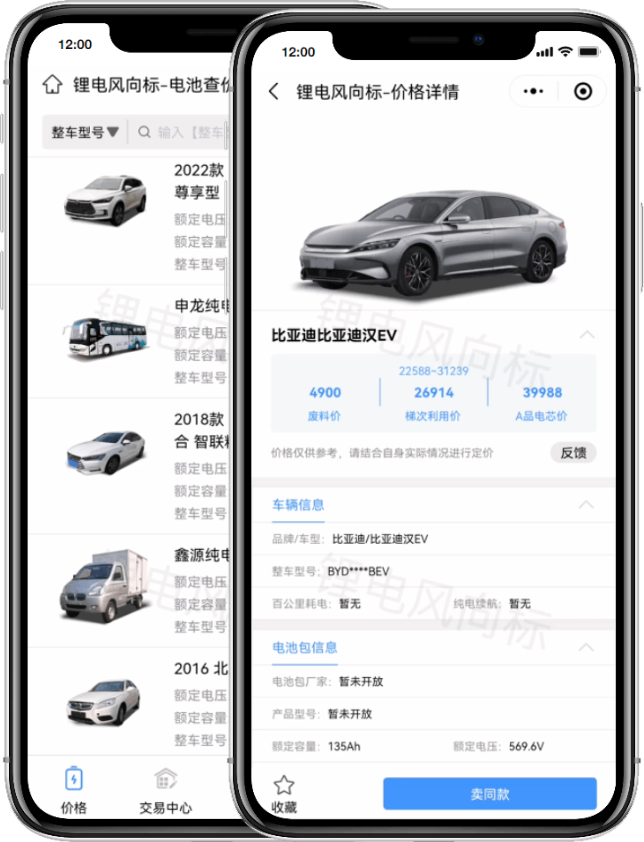 12:00
锂电风向标-电池查价
整车型号▼
输入【整车
2022款
尊享型
额定电压
额定容量
整车型号
申龙纯电
额定电压
额定容量
整车型号
2018款
合 智联精
额定电压
额定容量
整车型号
鑫源纯电
额定电压
额定容量
整车型号
2016 北
额定电压
额定容量
整车型号
价格
交易中心
锂电风向标
12:00
锂电风向标-价格详情
比亚迪比亚迪汉EV
22588~31239
4900
26914
39988
废料价
梯次利用价
A品电芯价
价格仅供参考，请结合自身实际情况进行定价
反馈
车辆信息
品牌/车型： 比亚迪/比亚迪汉EV
整车型号： BYD****BEV
百公里耗电： 暂无
纯电续航： 暂无
电池包信息
电池包厂家： 暂未开放
产品型号： 暂未开放
额定容量： 135Ah
额定电压： 569.6V
收藏
卖同款
锂电风向标
锂电风向标